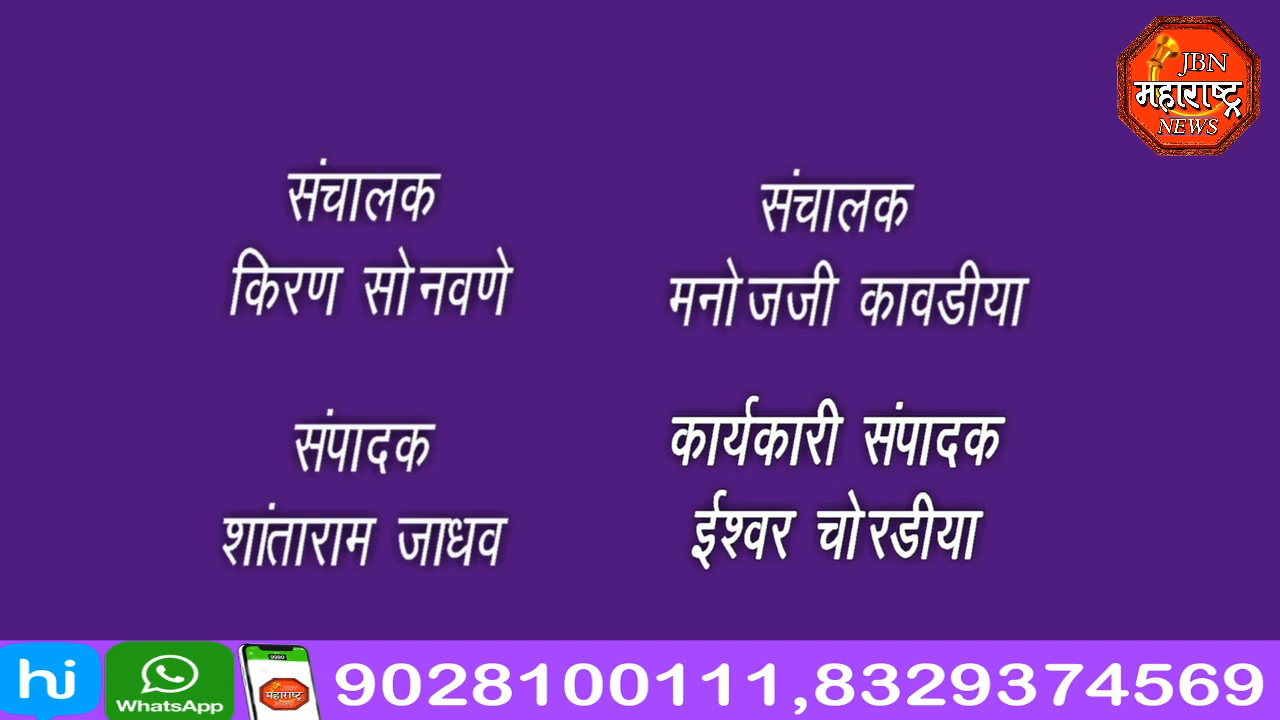 JBN
महाराष्ट्र
NEWS
संचालक
किरण सोनवणे
संचालक
मनोजजी कावडीया
संपादक
शांताराम जाधव
कार्यकारी संपादक
ईश्वर चोरडीया
hi
WhatsApp
महाराष्ट्र
9028100111,8329374569